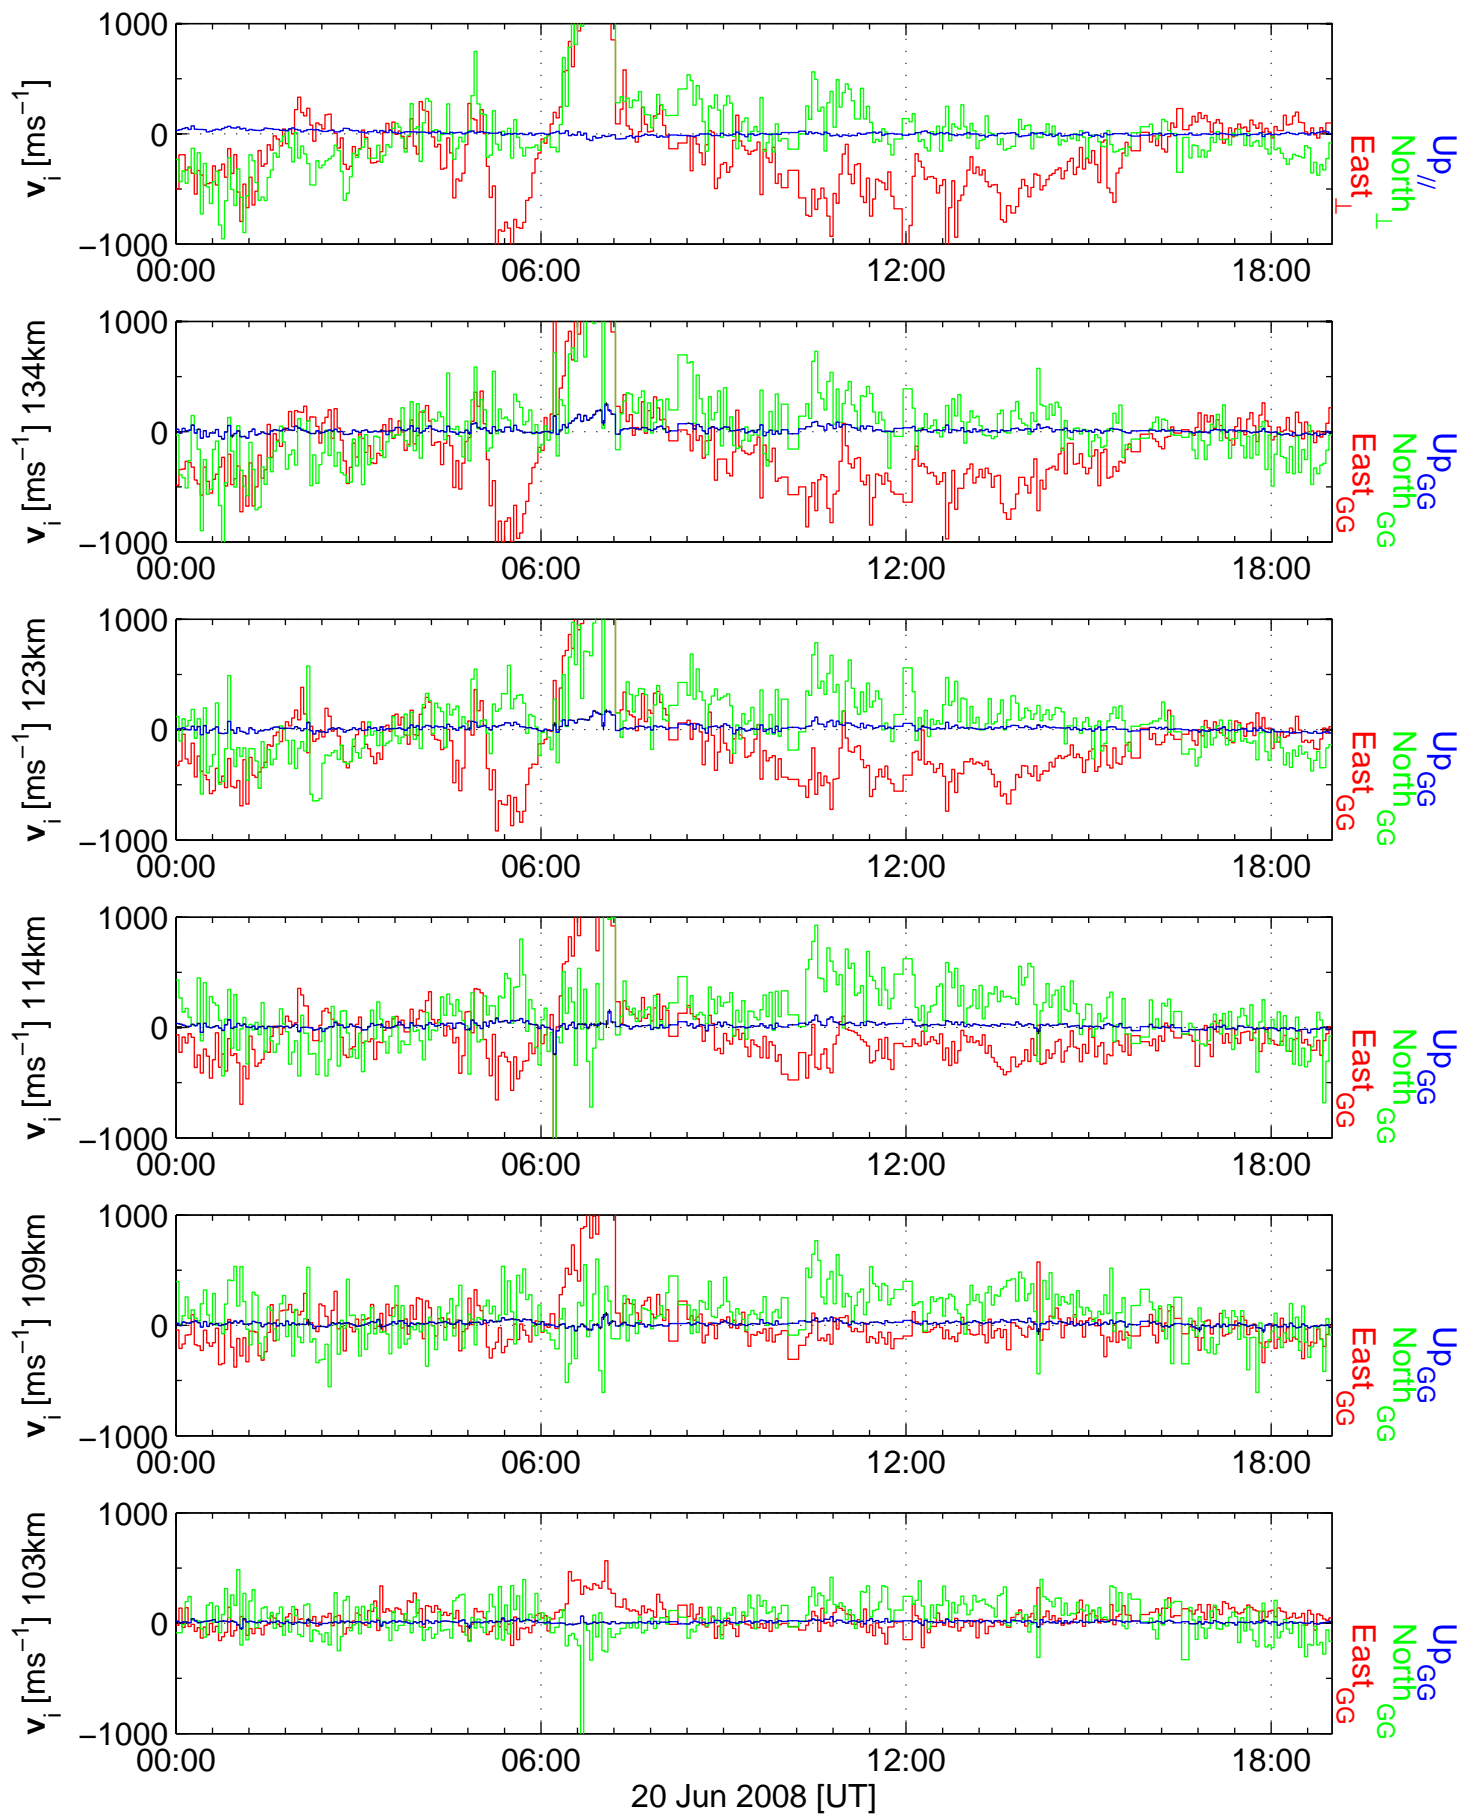 1000
0
−1000
v_i [ms^−1]
00:00 06:00 12:00 18:00
East_⊥
North_⊥
Up_//
1000
0
−1000
v_i [ms^−1] 134km
00:00 06:00 12:00 18:00
East_GG
North_GG
Up_GG
1000
0
−1000
v_i [ms^−1] 123km
00:00 06:00 12:00 18:00
East_GG
North_GG
Up_GG
1000
0
−1000
v_i [ms^−1] 114km
00:00 06:00 12:00 18:00
East_GG
North_GG
Up_GG
1000
0
−1000
v_i [ms^−1] 109km
00:00 06:00 12:00 18:00
East_GG
North_GG
Up_GG
1000
0
−1000
v_i [ms^−1] 103km
00:00 06:00 12:00 18:00
East_GG
North_GG
Up_GG
20 Jun 2008 [UT]